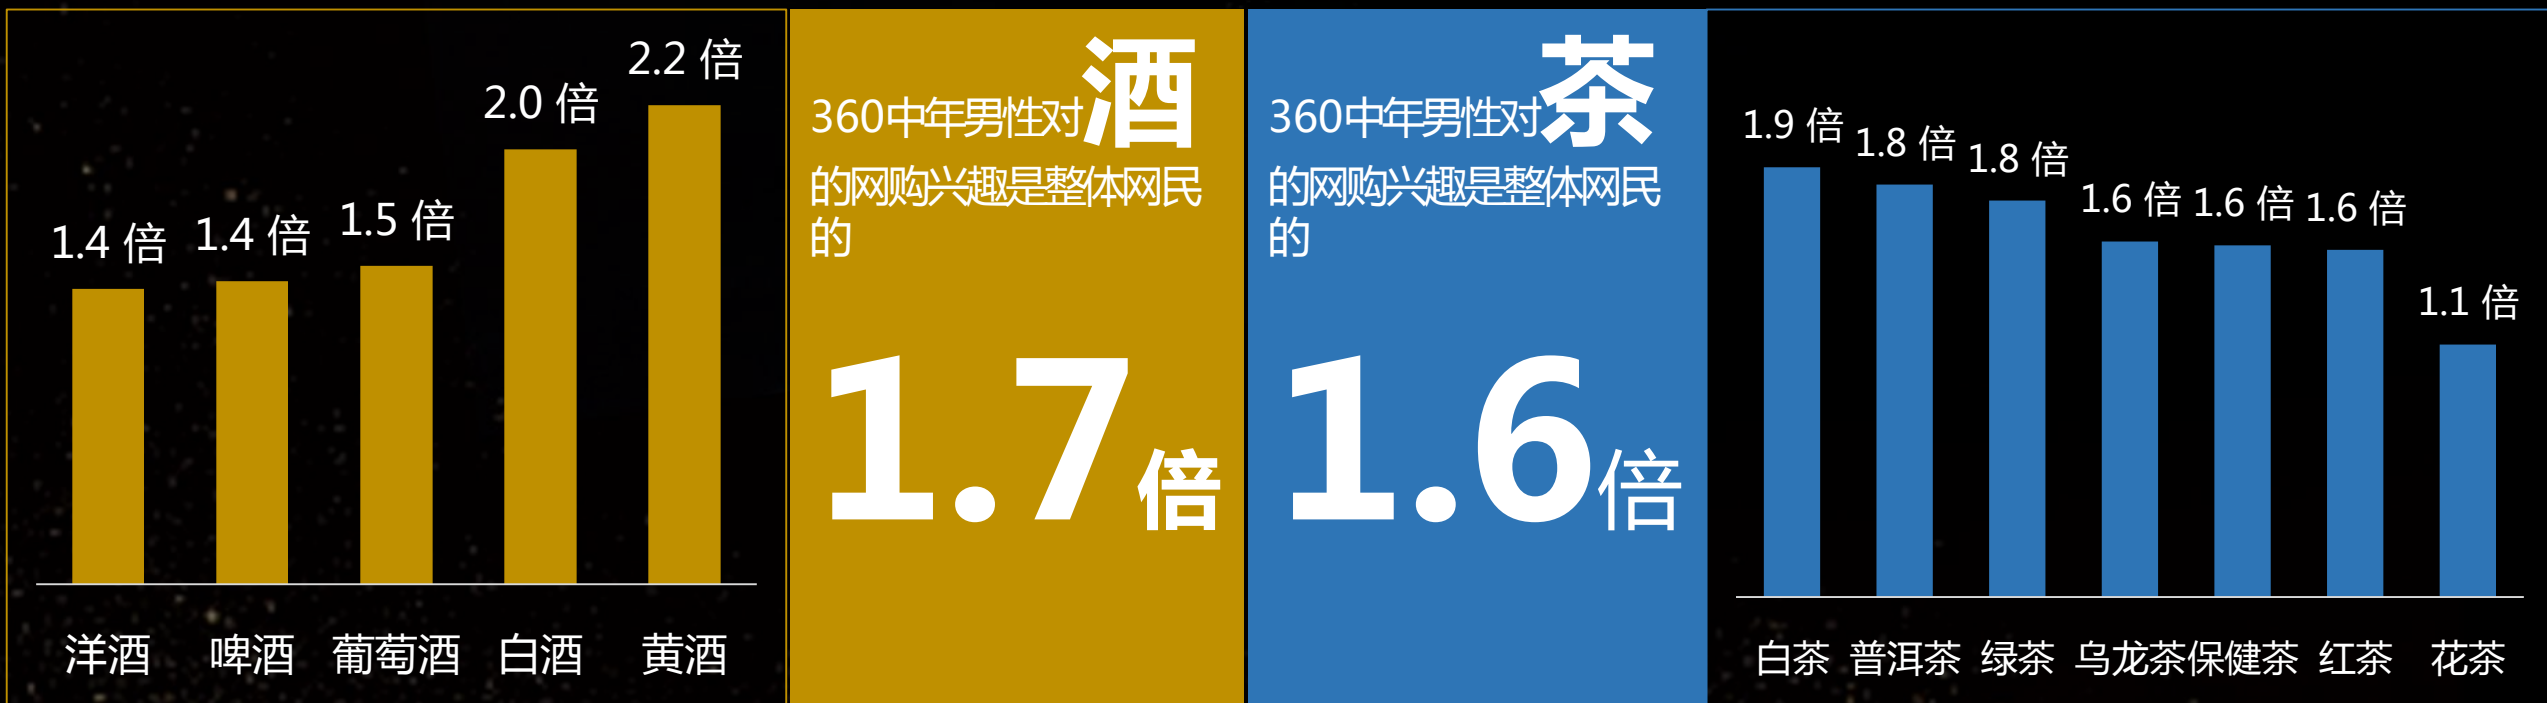 1.4 倍 1.4 倍 1.5 倍 2.0 倍 2.2 倍
洋酒 啤酒 葡萄酒 白酒 黄酒
360中年男性对酒
的网购兴趣是整体网民
的
1.7倍
360中年男性对茶
的网购兴趣是整体网民
的
1.6倍
1.9 倍 1.8 倍 1.8 倍 1.6 倍 1.6 倍 1.6 倍 1.1 倍
白茶 普洱茶 绿茶 乌龙茶 保健茶 红茶 花茶